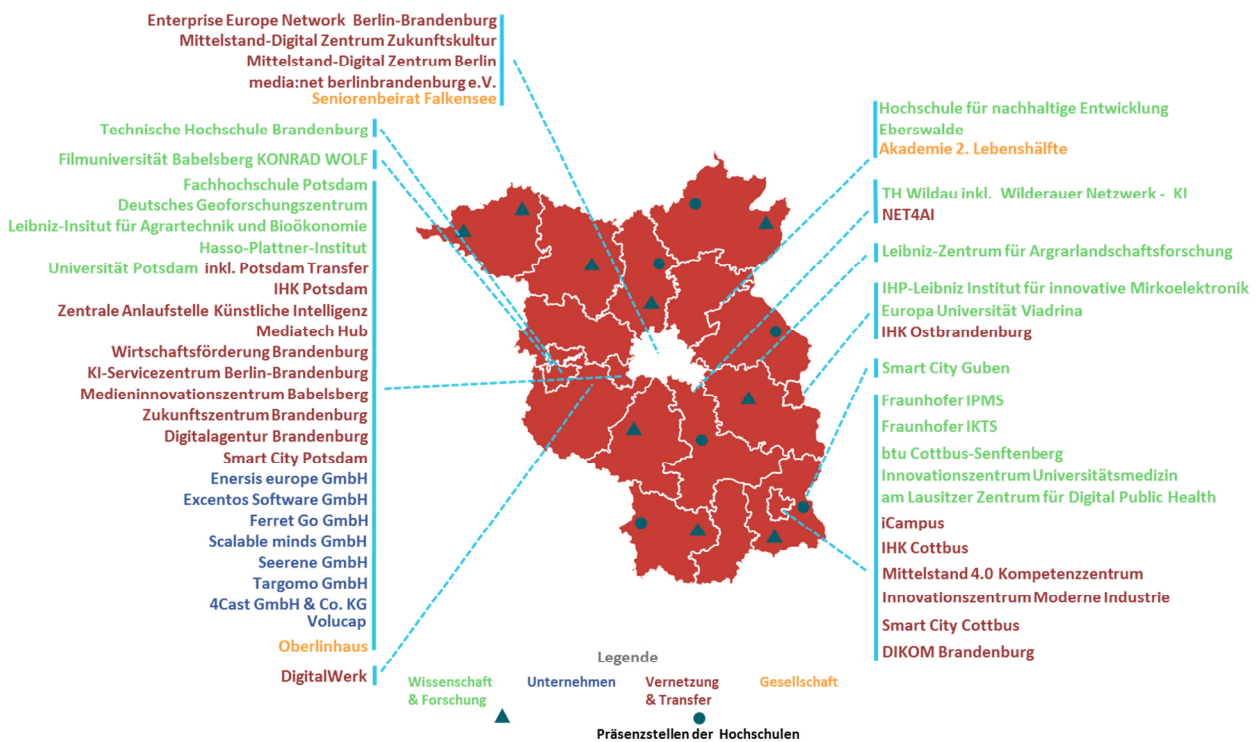 Enterprise Europe Network Berlin-Brandenburg
Mittelstand-Digital Zentrum Zukunftskultur
Mittelstand-Digital Zentrum Berlin
media:net berlinbrandenburg e.V.
Seniorenbeirat Falkensee
Technische Hochschule Brandenburg
Filmuniversität Babelsberg KONRAD WOLF
Fachhochschule Potsdam
Deutsches Geoforschungszentrum
Leibniz-Insitut für Agrartechnik und Bioökonomie
Hasso-Plattner-Institut
Universität Potsdam inkl. Potsdam Transfer
IHK Potsdam
Zentrale Anlaufstelle Künstliche Intelligenz
Mediatech Hub
Wirtschaftsförderung Brandenburg
KI-Servicezentrum Berlin-Brandenburg
Medieninnovationszentrum Babelsberg
Zukunftszentrum Brandenburg
Digitalagentur Brandenburg
Smart City Potsdam
Enersis europe GmbH
Excentos Software GmbH
Ferret Go GmbH
Scalable minds GmbH
Seerene GmbH
Targomo GmbH
4Cast GmbH & Co. KG
Volucap
Oberlinhaus
DigitalWerk
Hochschule für nachhaltige Entwicklung
Eberswalde
Akademie 2. Lebenshälfte
TH Wildau inkl. Wilderauer Netzwerk - KI
NET4AI
Leibniz-Zentrum für Argrarlandschaftsforschung
IHP-Leibniz Institut für innovative Mirkoelektronik
Europa Universität Viadrina
IHK Ostbrandenburg
Smart City Guben
Fraunhofer IPMS
Fraunhofer IKTS
btu Cottbus-Senftenberg
Innovationszentrum Universitätsmedizin
am Lausitzer Zentrum für Digital Public Health
iCampus
IHK Cottbus
Mittelstand 4.0 Kompetenzzentrum
Innovationszentrum Moderne Industrie
Smart City Cottbus
DIKOM Brandenburg
Legende
Wissenschaft
& Forschung
Unternehmen
Vernetzung
& Transfer
Gesellschaft
Präsenzstellen der Hochschulen